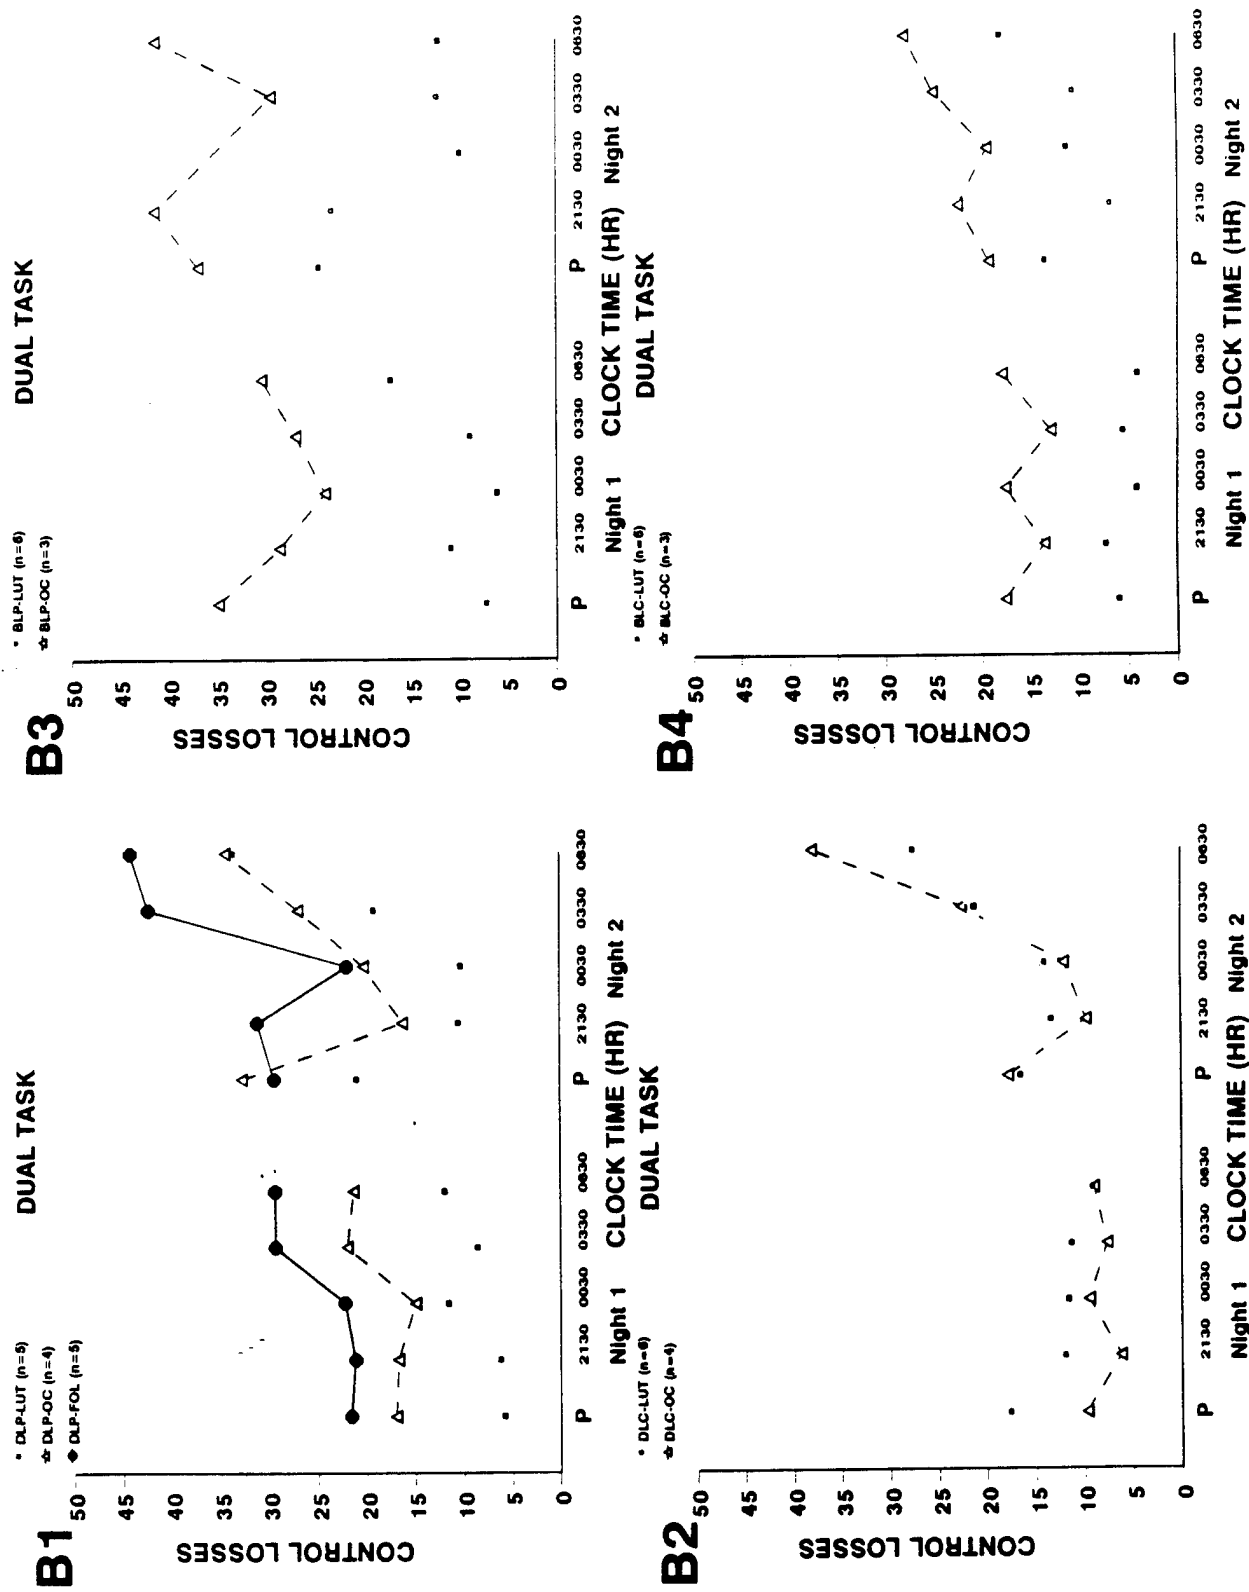 B1
DUAL TASK
• DLP-LUT (n=5)
☆ DLP-OC (n=4)
● DLP-FOL (n=5)
CONTROL LOSSES
50
45
40
35
30
25
20
15
10
5
0
P 2130 0030 0330 0630 P 2130 0030 0330 0630
Night 1 CLOCK TIME (HR) Night 2
B3
DUAL TASK
• BLP-LUT (n=6)
☆ BLP-OC (n=3)
CONTROL LOSSES
50
45
40
35
30
25
20
15
10
5
0
P 2130 0030 0330 0630 P 2130 0030 0330 0630
Night 1 CLOCK TIME (HR) Night 2
B2
DUAL TASK
• DLC-LUT (n=6)
☆ DLC-OC (n=4)
CONTROL LOSSES
50
45
40
35
30
25
20
15
10
5
0
P 2130 0030 0330 0630 P 2130 0030 0330 0630
Night 1 CLOCK TIME (HR) Night 2
B4
DUAL TASK
• BLC-LUT (n=6)
☆ BLC-OC (n=3)
CONTROL LOSSES
50
45
40
35
30
25
20
15
10
5
0
P 2130 0030 0330 0630 P 2130 0030 0330 0630
Night 1 CLOCK TIME (HR) Night 2